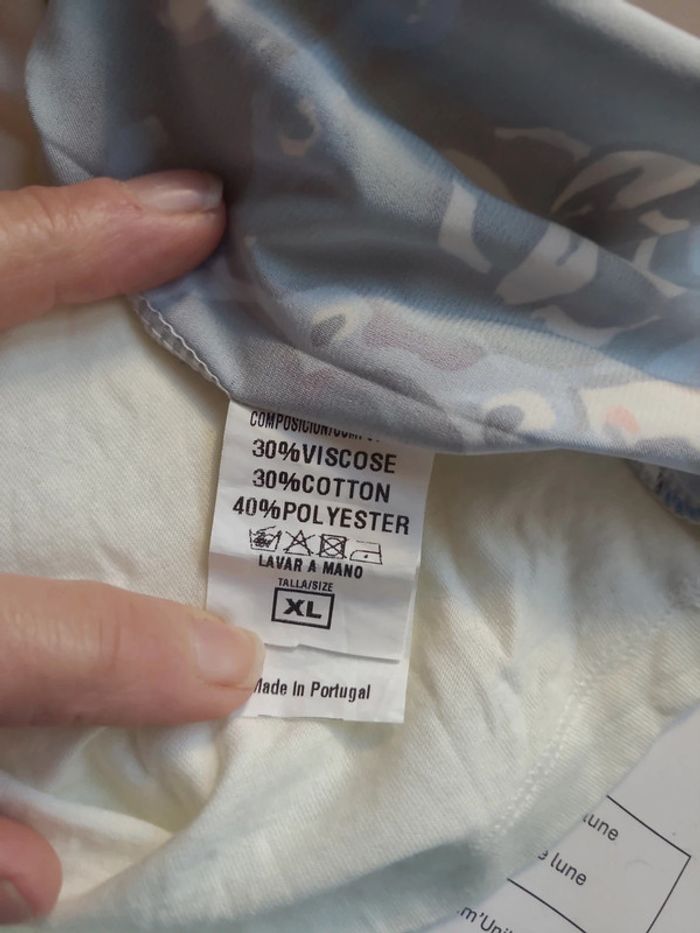 30%VISCOSE
30%COTTON
40%POLYESTER
LAVAR A MANO
TALLA/SIZE
XL
Made In Portugal
lune
lune